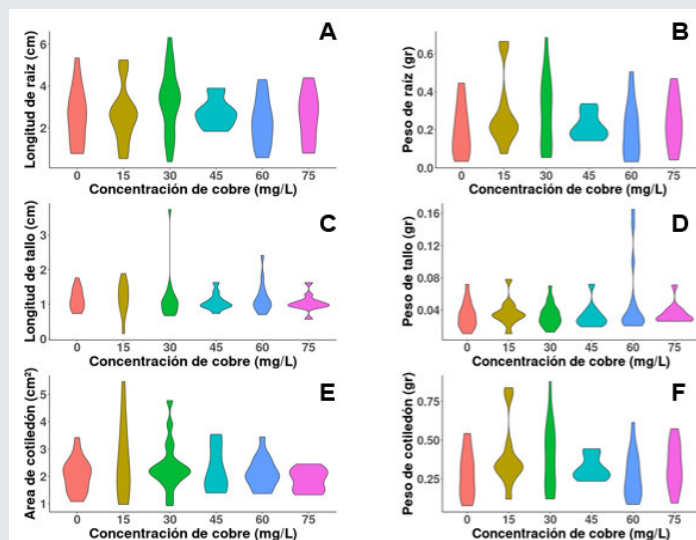 A
Longitud de raíz (cm)
6
4
2
0 15 30 45 60 75
Concentración de cobre (mg/L)
B
Peso de raíz (gr)
0.6
0.4
0.2
0.0
0 15 30 45 60 75
Concentración de cobre (mg/L)
C
Longitud de tallo (cm)
3
2
1
0
0 15 30 45 60 75
Concentración de cobre (mg/L)
D
Peso de tallo (gr)
0.16
0.12
0.08
0.04
0 15 30 45 60 75
Concentración de cobre (mg/L)
E
Area de cotiledón (cm²)
5
4
3
2
1
0 15 30 45 60 75
Concentración de cobre (mg/L)
F
Peso de cotiledón (gr)
0.75
0.50
0.25
0 15 30 45 60 75
Concentración de cobre (mg/L)